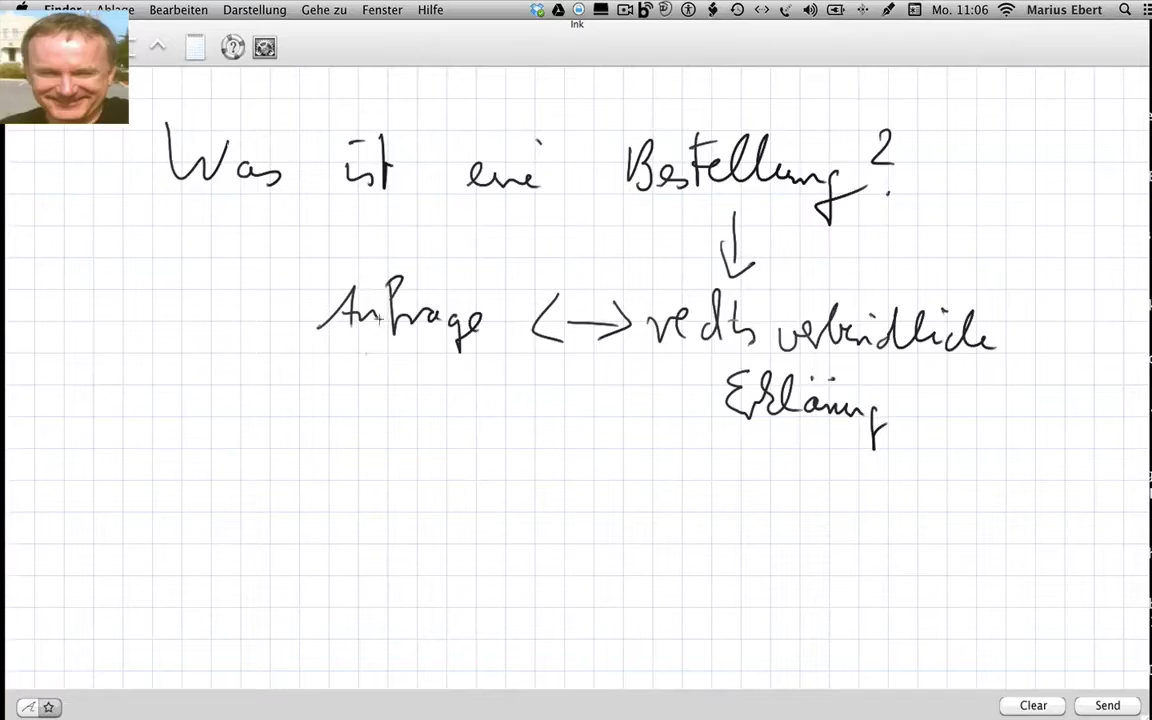 Finder Ablage Bearbeiten Darstellung Gehe zu Fenster Hilfe Mo. 11:06 Marius Ebert
Ink
Was ist eine Bestellung?
Anfrage <—> rechtsverbindliche
Erklärung
Clear Send